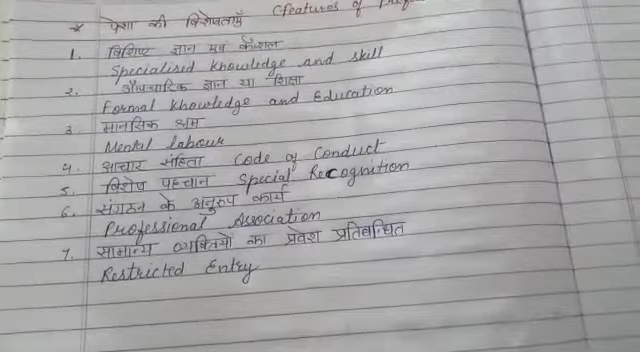 * पेशा की विशेषताएँ (features of
1. विशिष्ट ज्ञान एवं कौशल
Specialised knowledge and skill
2. औपचारिक ज्ञान या शिक्षा
Formal knowledge and Education
3. मानसिक श्रम
Mental labour
4. आचार संहिता Code of Conduct
5. विशेष पहचान Special Recognition
6. संगठन के अनुरुप कार्य
Professional Association
7. सामान्य व्यक्तियों का प्रवेश प्रतिबन्धित
Restricted Entry